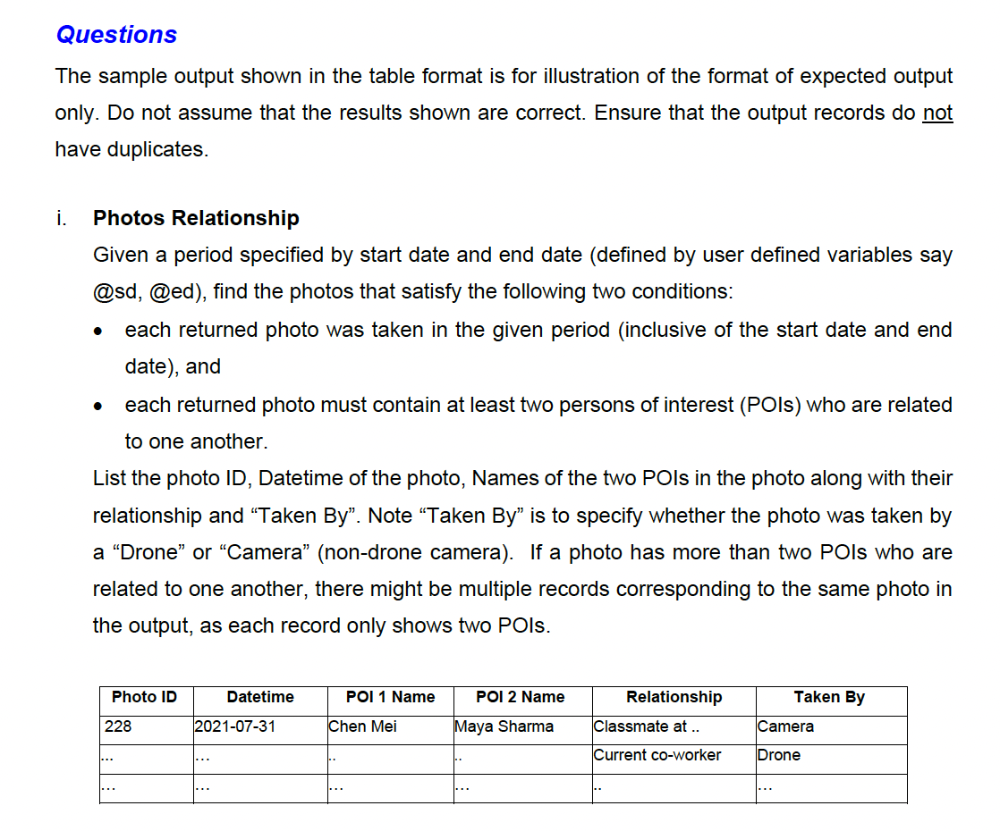 Questions
The sample output shown in the table format is for illustration of the format of expected output
only. Do not assume that the results shown are correct. Ensure that the output records do not
have duplicates.
i. Photos Relationship
Given a period specified by start date and end date (defined by user defined variables say
@sd, @ed), find the photos that satisfy the following two conditions:
• each returned photo was taken in the given period (inclusive of the start date and end
date), and
• each returned photo must contain at least two persons of interest (POIs) who are related
to one another.
List the photo ID, Datetime of the photo, Names of the two POIs in the photo along with their
relationship and “Taken By”. Note “Taken By” is to specify whether the photo was taken by
a “Drone” or “Camera” (non-drone camera). If a photo has more than two POIs who are
related to one another, there might be multiple records corresponding to the same photo in
the output, as each record only shows two POIs.
Photo ID Datetime POI 1 Name POI 2 Name Relationship Taken By
228 2021-07-31 Chen Mei Maya Sharma Classmate at .. Camera
... ... .. .. Current co-worker Drone
... ... ... ... .. ...